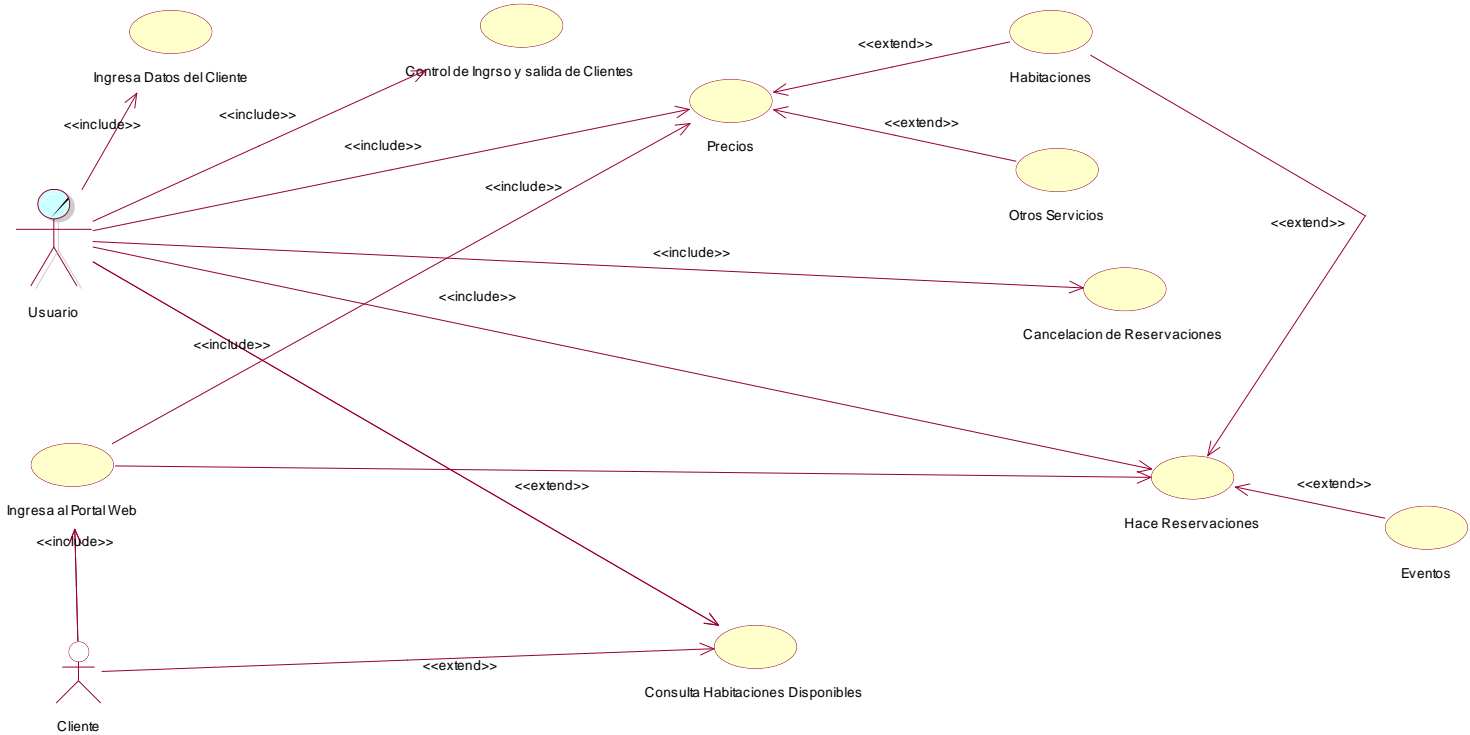 Ingresa Datos del Cliente
Control de Ingrso y salida de Clientes
<<extend>>
Habitaciones
<<include>>
<<include>>
<<extend>>
<<include>>
Precios
<<include>>
Otros Servicios
<<extend>>
<<include>>
Usuario
<<include>>
Cancelacion de Reservaciones
<<include>>
<<extend>>
<<extend>>
Ingresa al Portal Web
Hace Reservaciones
<<include>>
Eventos
<<extend>>
Consulta Habitaciones Disponibles
Cliente